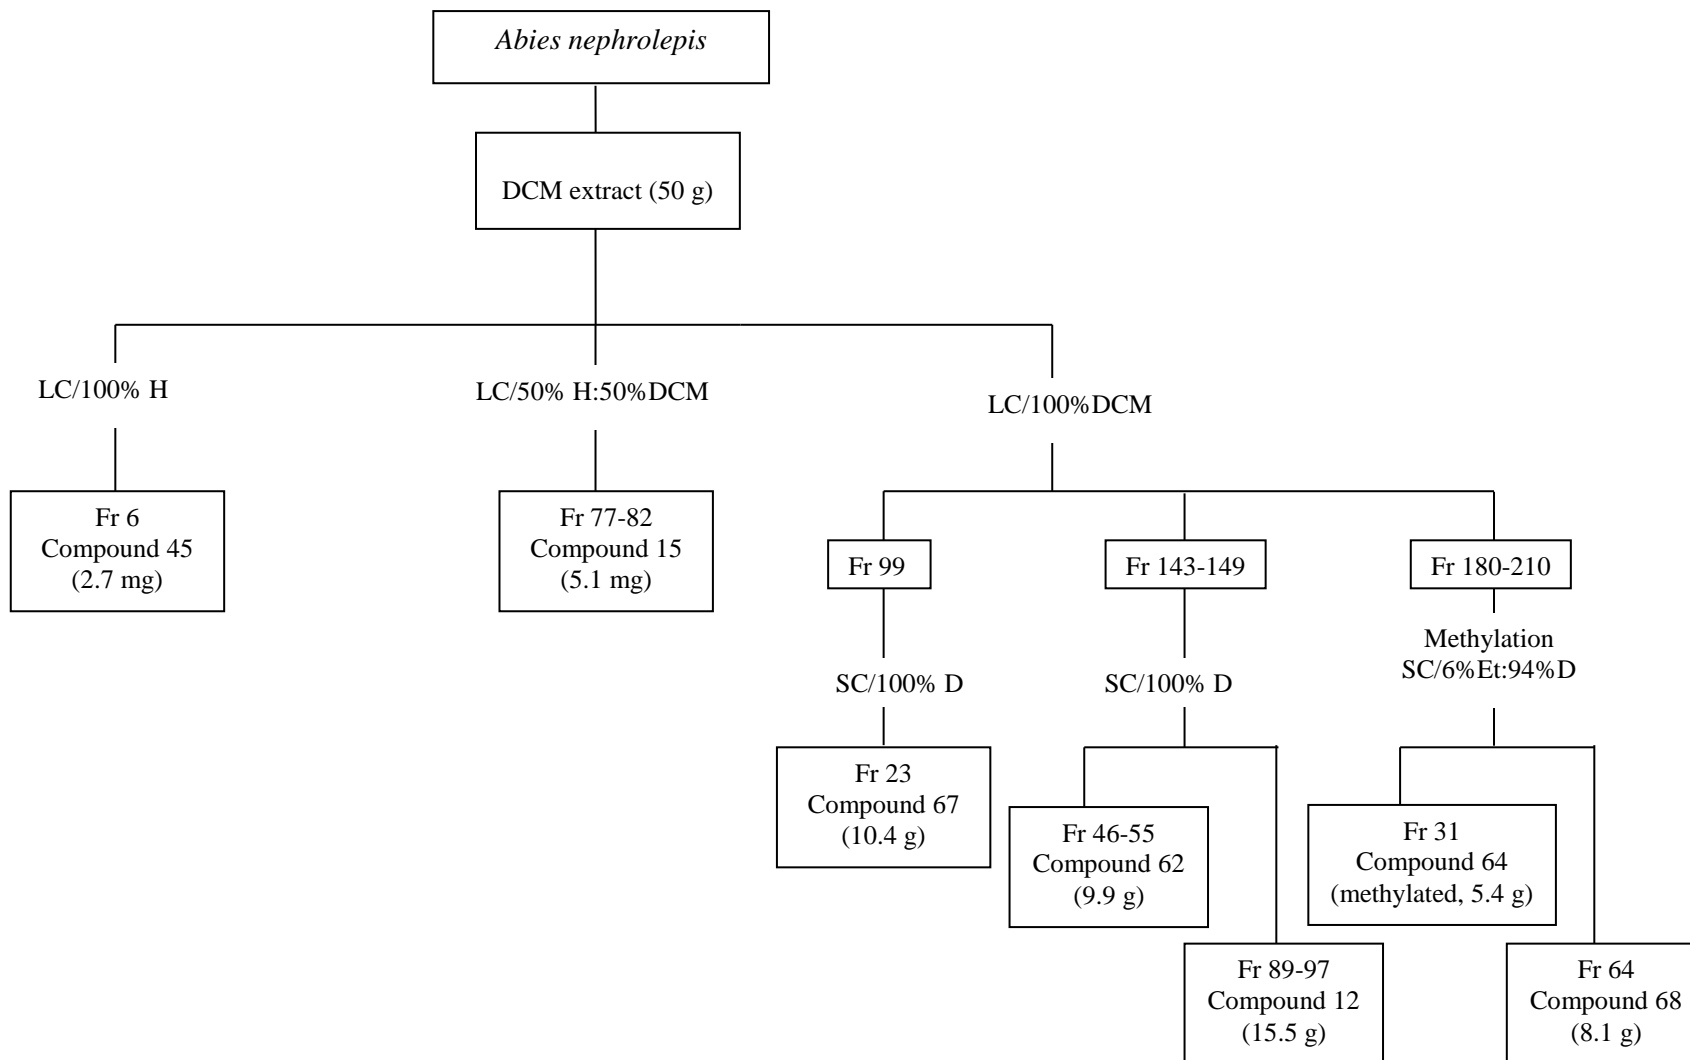 Abies nephrolepis
DCM extract (50 g)
LC/100% H
LC/50% H:50%DCM
LC/100%DCM
Fr 6
Compound 45
(2.7 mg)
Fr 77-82
Compound 15
(5.1 mg)
Fr 99
Fr 143-149
Fr 180-210
SC/100% D
SC/100% D
Methylation
SC/6%Et:94%D
Fr 23
Compound 67
(10.4 g)
Fr 46-55
Compound 62
(9.9 g)
Fr 89-97
Compound 12
(15.5 g)
Fr 31
Compound 64
(methylated, 5.4 g)
Fr 64
Compound 68
(8.1 g)